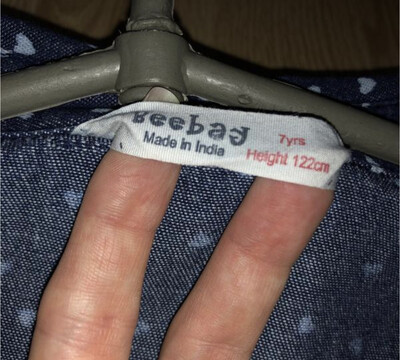 Beebay
Made in India
7yrs
Height 122cm